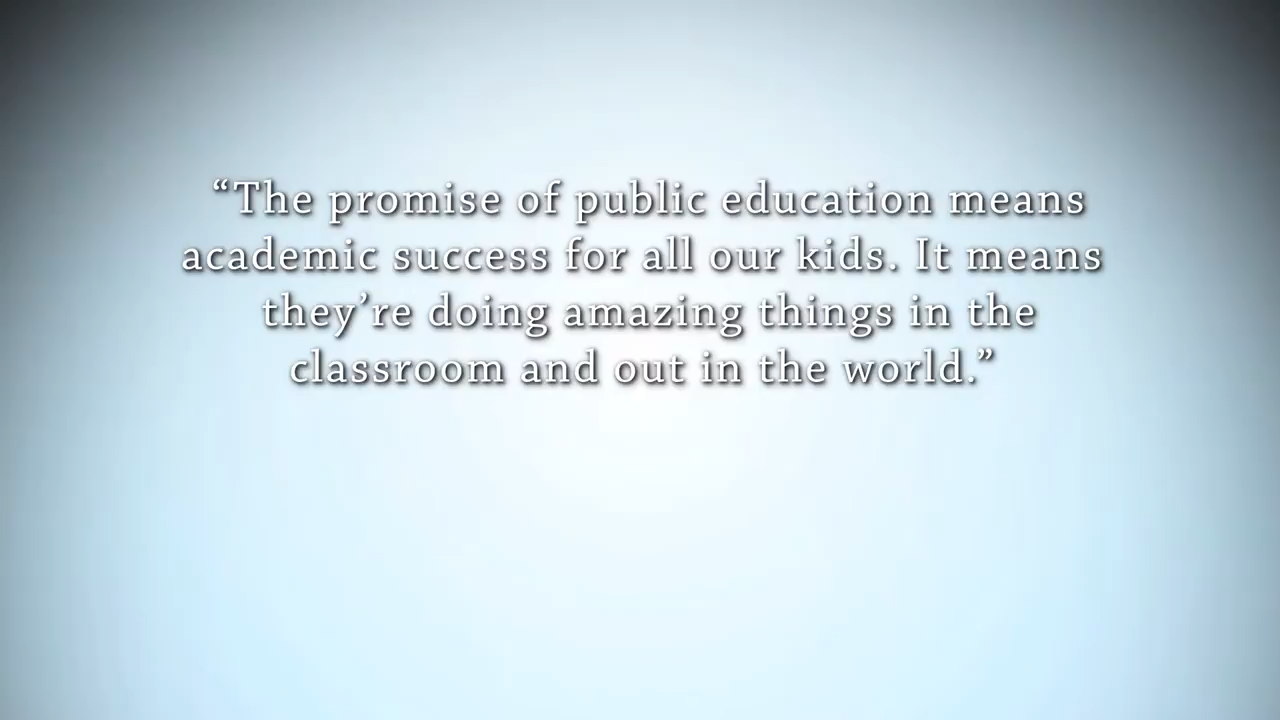 “The promise of public education means
academic success for all our kids. It means
they’re doing amazing things in the
classroom and out in the world.”